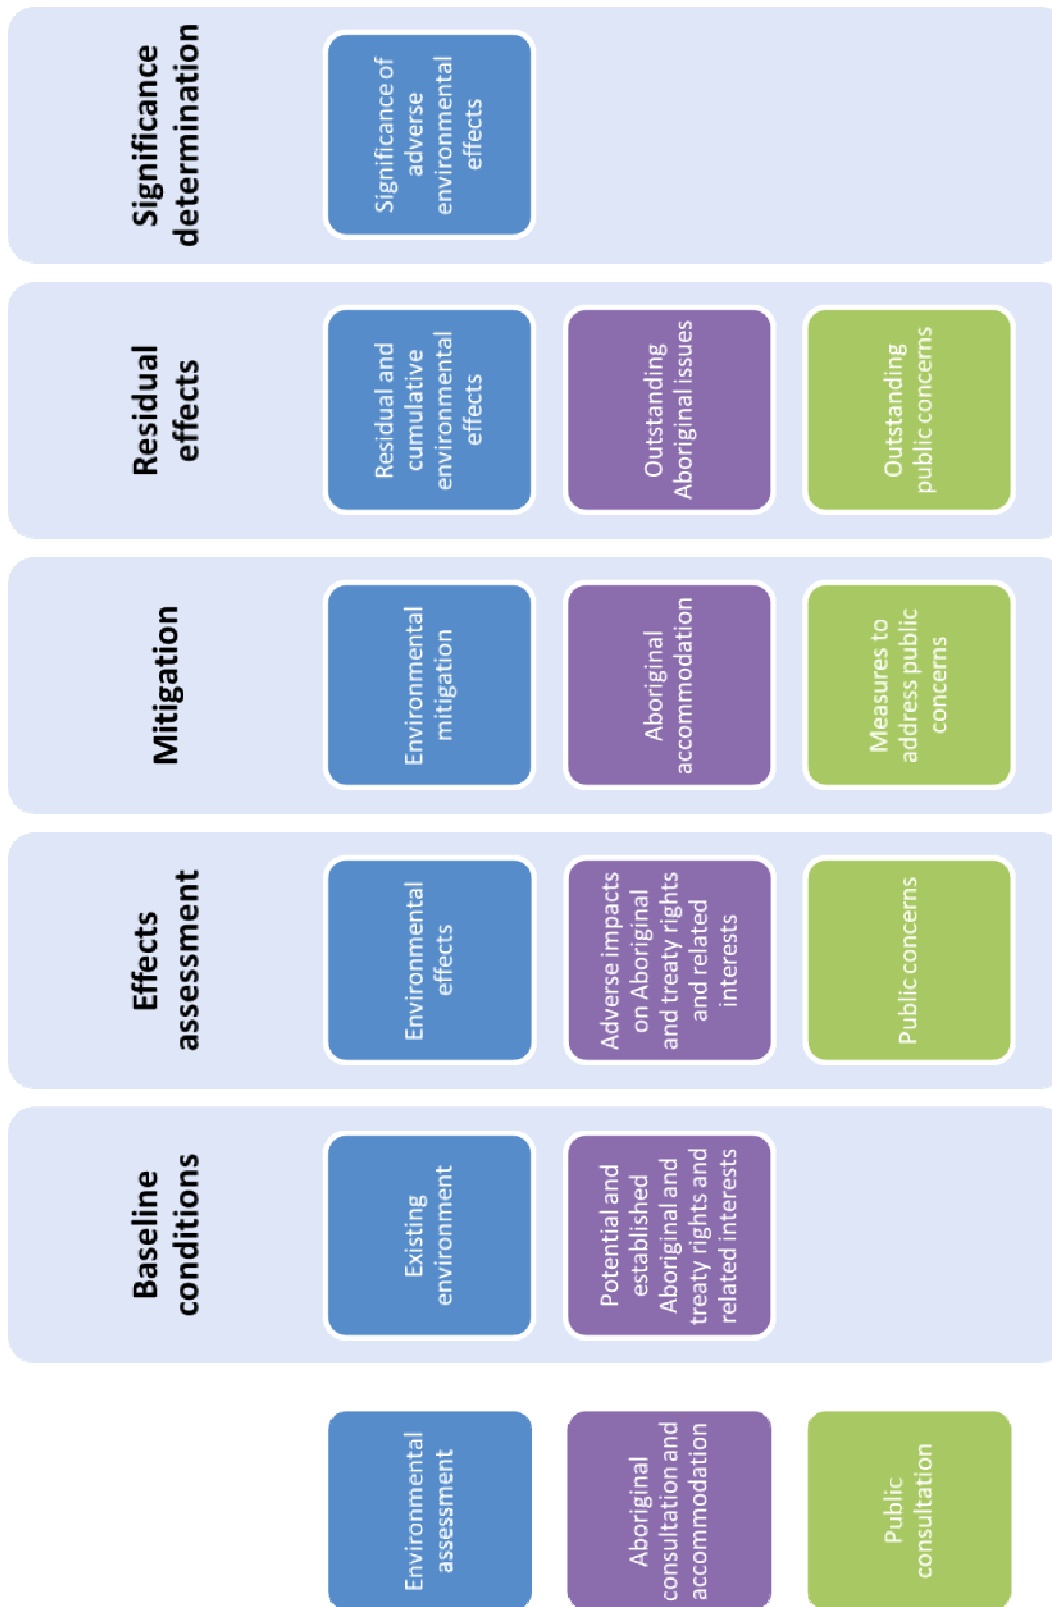 Baseline
conditions
Effects
assessment
Mitigation
Residual
effects
Significance
determination
Environmental
assessment
Existing
environment
Environmental
effects
Environmental
mitigation
Residual and
cumulative
environmental
effects
Significance of
adverse
environmental
effects
Aboriginal
consultation and
accommodation
Potential and
established
Aboriginal and
treaty rights and
related interests
Adverse impacts
on Aboriginal
and treaty rights
and related
interests
Aboriginal
accommodation
Outstanding
Aboriginal issues
Public
consultation
Public concerns
Measures to
address public
concerns
Outstanding
public concerns